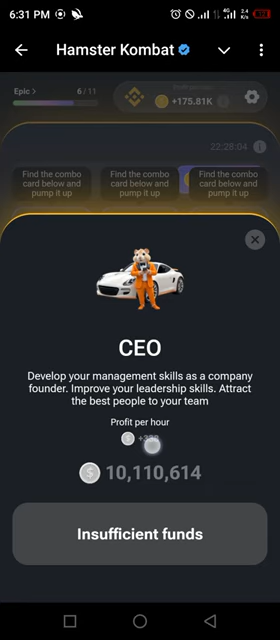 6:31 PM
4G
2.4
K/s
Hamster Kombat
Epic >
6 / 11
+175.81K
22:28:04
Find the combo
card below and
pump it up
Find the combo
card below and
pump it up
Find the combo
card below and
pump it up
CEO
Develop your management skills as a company
founder. Improve your leadership skills. Attract
the best people to your team
Profit per hour
10,110,614
Insufficient funds